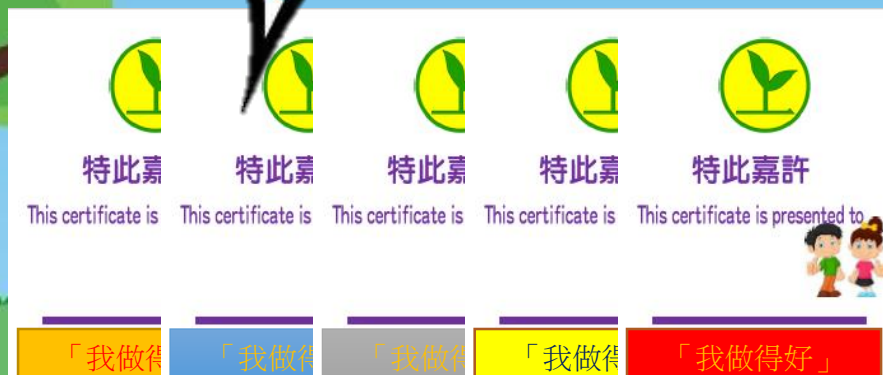 特此嘉 特此嘉 特此嘉 特此嘉 特此嘉許
This certificate is This certificate is This certificate is This certificate is This certificate is presented to
「我做得 「我做得 「我做得 「我做得 「我做得好」